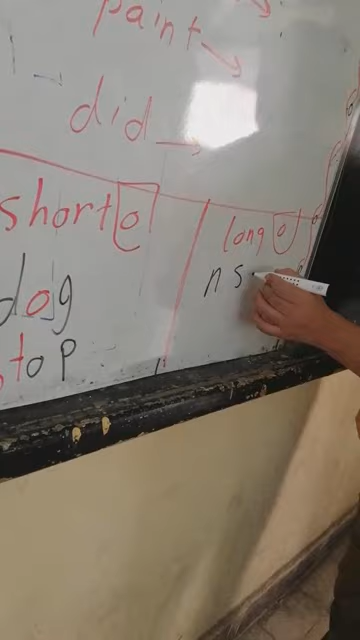 paint →
did →
short o
long o
dog
n s
top